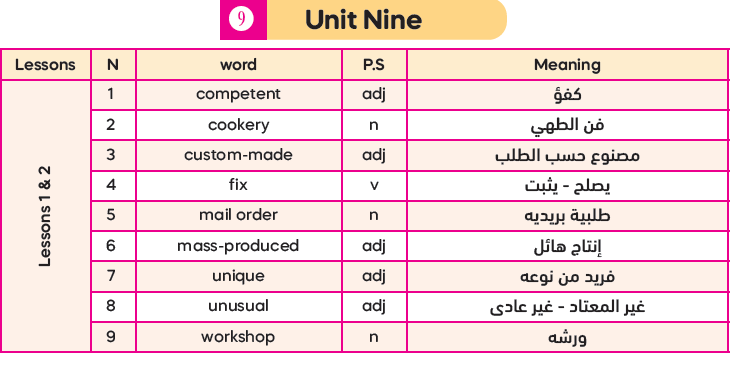 9 Unit Nine
Lessons N word P.S Meaning
Lessons 1 & 2
1 competent adj كفؤ
2 cookery n فن الطهي
3 custom-made adj مصنوع حسب الطلب
4 fix v يصلح - يثبت
5 mail order n طلبية بريديه
6 mass-produced adj إنتاج هائل
7 unique adj فريد من نوعه
8 unusual adj غير المعتاد - غير عادى
9 workshop n ورشه